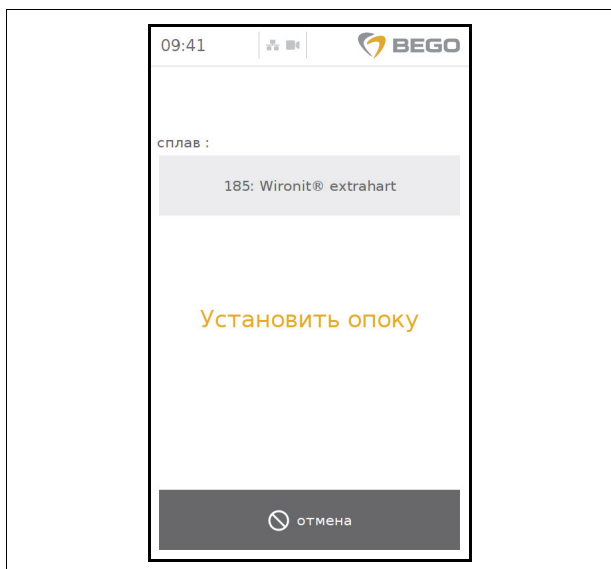 09:41
BEGO
сплав :
185: Wironit® extrahart
Установить опоку
отмена